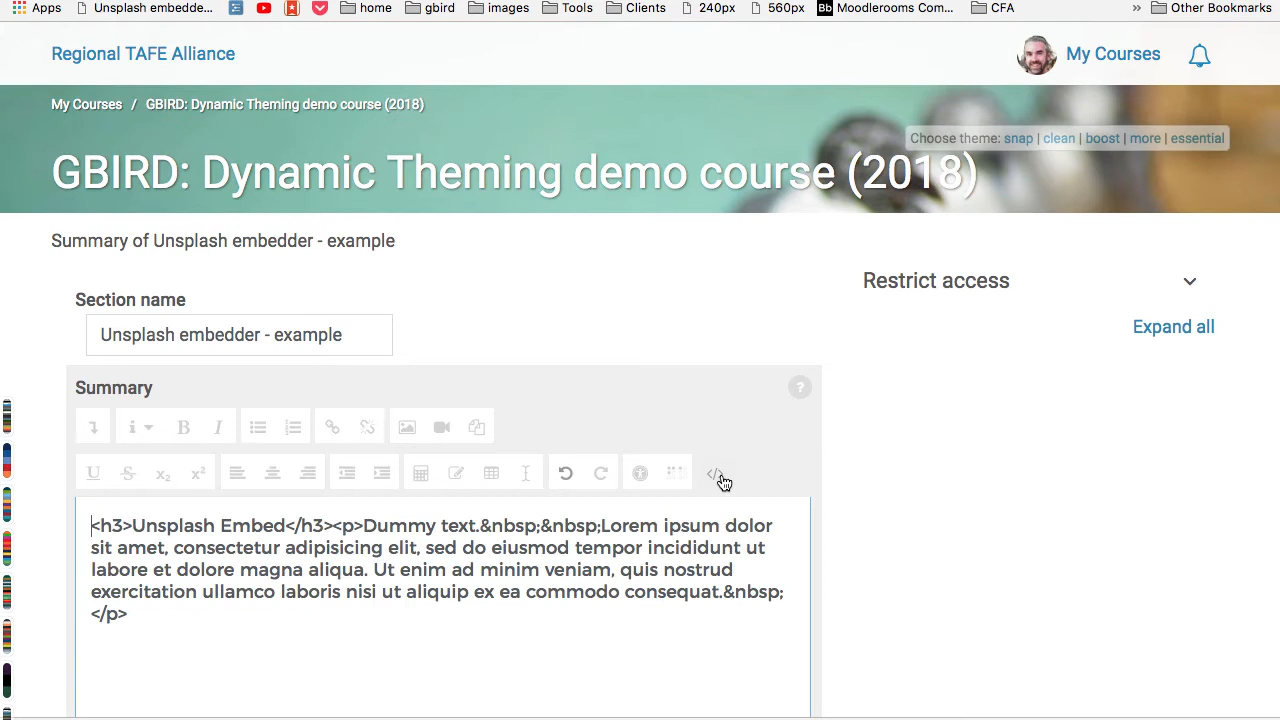 Apps Unsplash embedde... home gbird images Tools Clients 240px 560px Bb Moodlerooms Com... CFA » Other Bookmarks
Regional TAFE Alliance My Courses
My Courses / GBIRD: Dynamic Theming demo course (2018)
Choose theme: snap | clean | boost | more | essential
GBIRD: Dynamic Theming demo course (2018)
Summary of Unsplash embedder - example
Restrict access
Section name
Expand all
Unsplash embedder - example
Summary ?
<h3>Unsplash Embed</h3><p>Dummy text.&nbsp;&nbsp;Lorem ipsum dolor
sit amet, consectetur adipisicing elit, sed do eiusmod tempor incididunt ut
labore et dolore magna aliqua. Ut enim ad minim veniam, quis nostrud
exercitation ullamco laboris nisi ut aliquip ex ea commodo consequat.&nbsp;
</p>